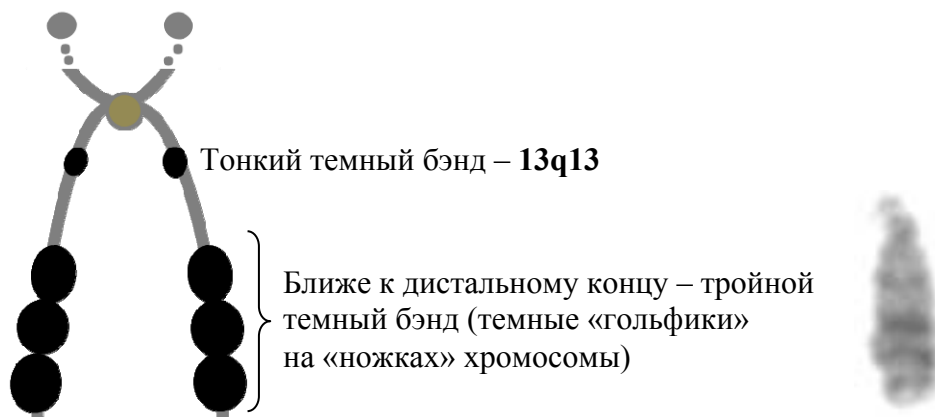 Тонкий темный бэнд – 13q13
Ближе к дистальному концу – тройной
темный бэнд (темные «гольфики»
на «ножках» хромосомы)